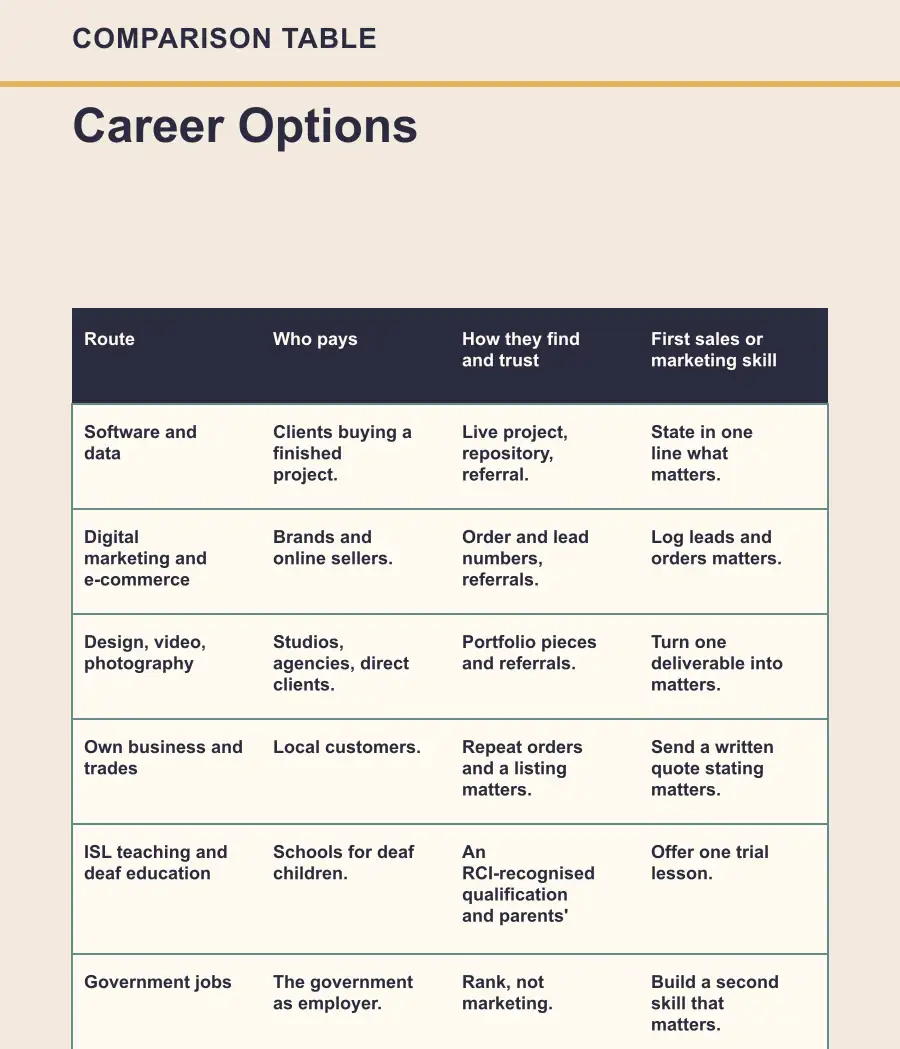 COMPARISON TABLE
Career Options
Route
Who pays
How they find
and trust
First sales or
marketing skill
Software and
data
Clients buying a
finished
project.
Live project,
repository,
referral.
State in one
line what
matters.
Digital
marketing and
e-commerce
Brands and
online sellers.
Order and lead
numbers,
referrals.
Log leads and
orders matters.
Design, video,
photography
Studios,
agencies, direct
clients.
Portfolio pieces
and referrals.
Turn one
deliverable into
matters.
Own business and
trades
Local customers.
Repeat orders
and a listing
matters.
Send a written
quote stating
matters.
ISL teaching and
deaf education
Schools for deaf
children.
An
RCI-recognised
qualification
and parents'
Offer one trial
lesson.
Government jobs
The government
as employer.
Rank, not
marketing.
Build a second
skill that
matters.